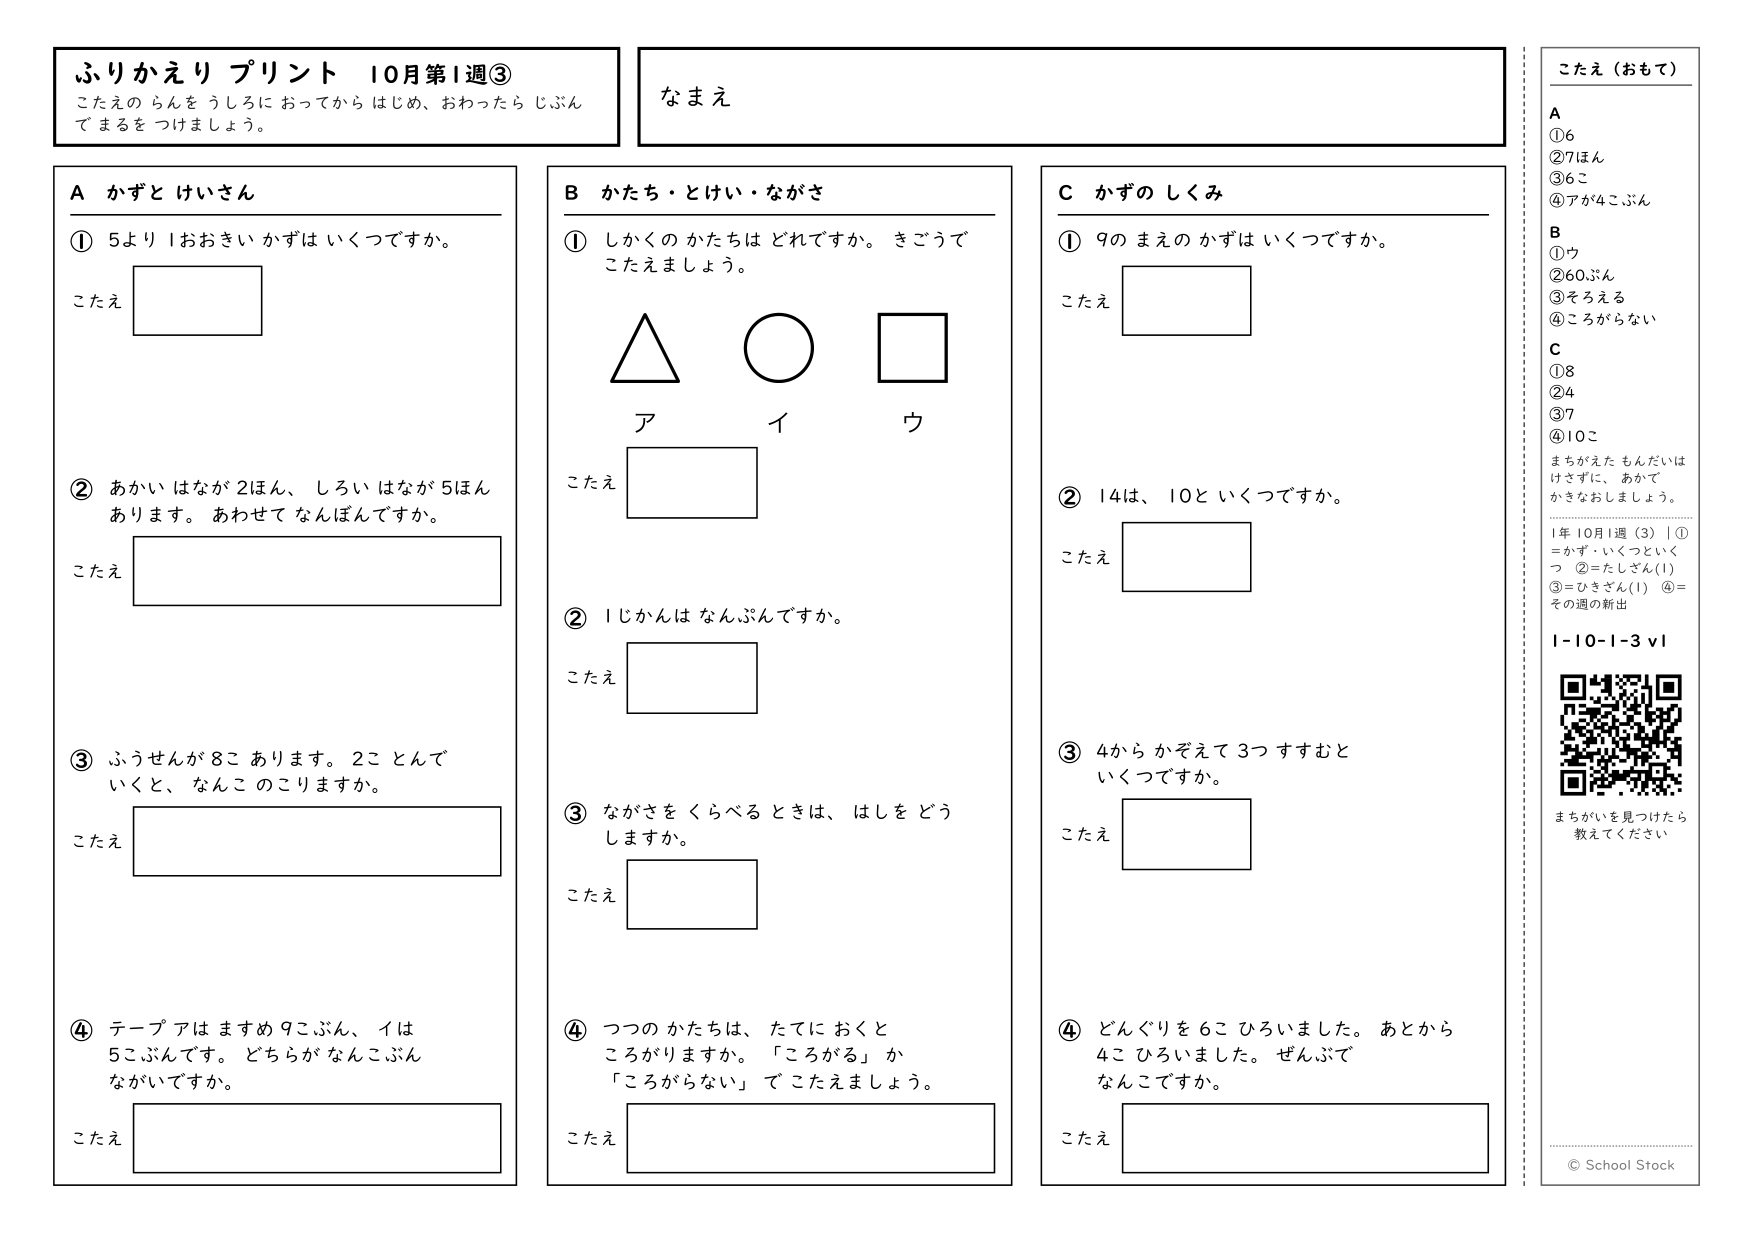 ふりかえり プリント　10月第1週③
こたえの らんを うしろに おってから はじめ、おわったら じぶん
で まるを つけましょう。
なまえ
A　かずと けいさん
① 5より 1おおきい かずは いくつですか。
こたえ
② あかい はなが 2ほん、 しろい はなが 5ほん
あります。 あわせて なんぼんですか。
こたえ
③ ふうせんが 8こ あります。 2こ とんで
いくと、 なんこ のこりますか。
こたえ
④ テープ アは ますめ 9こぶん、 イは
5こぶんです。 どちらが なんこぶん
ながいですか。
こたえ
B　かたち・とけい・ながさ
① しかくの かたちは どれですか。 きごうで
こたえましょう。
ア イ ウ
こたえ
② 1じかんは なんぷんですか。
こたえ
③ ながさを くらべる ときは、 はしを どう
しますか。
こたえ
④ つつの かたちは、 たてに おくと
ころがりますか。 「ころがる」 か
「ころがらない」 で こたえましょう。
こたえ
C　かずの しくみ
① 9の まえの かずは いくつですか。
こたえ
② 14は、 10と いくつですか。
こたえ
③ 4から かぞえて 3つ すすむと
いくつですか。
こたえ
④ どんぐりを 6こ ひろいました。 あとから
4こ ひろいました。 ぜんぶで
なんこですか。
こたえ
こたえ（おもて）
A
①6
②7ほん
③6こ
④アが4こぶん
B
①ウ
②60ぷん
③そろえる
④ころがらない
C
①8
②4
③7
④10こ
まちがえた もんだいは
けさずに、 あかで
かきなおしましょう。
1年 10月1週（3）｜①
＝かず・いくつといく
つ　②＝たしざん(1)
③＝ひきざん(1)　④＝
その週の新出
1-10-1-3 v1
まちがいを見つけたら
教えてください
© School Stock